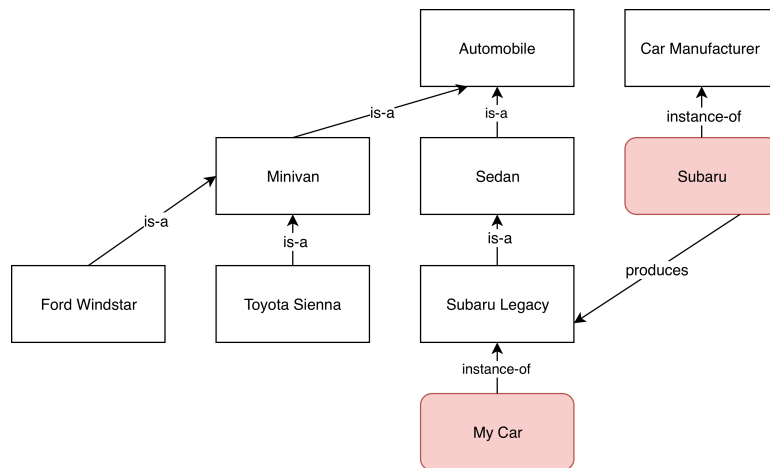 Automobile
Car Manufacturer
is-a
is-a
instance-of
Minivan
Sedan
Subaru
is-a
is-a
is-a
produces
Ford Windstar
Toyota Sienna
Subaru Legacy
instance-of
My Car